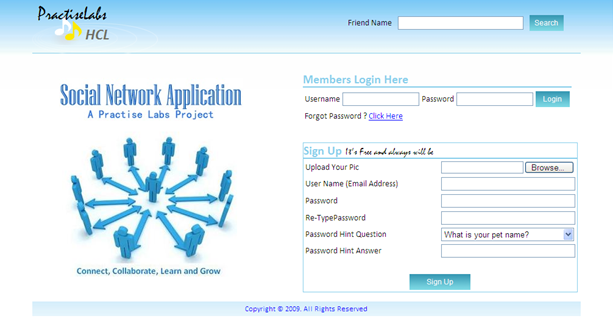 PractiseLabs
HCL
Friend Name Search
Social Network Application
A Practise Labs Project
Connect, Collaborate, Learn and Grow
Members Login Here
Username Password Login
Forgot Password ? Click Here
Sign Up It's Free and always will be
Upload Your Pic Browse...
User Name (Email Address)
Password
Re-TypePassword
Password Hint Question What is your pet name?
Password Hint Answer
Sign Up
Copyright © 2009. All Rights Reserved